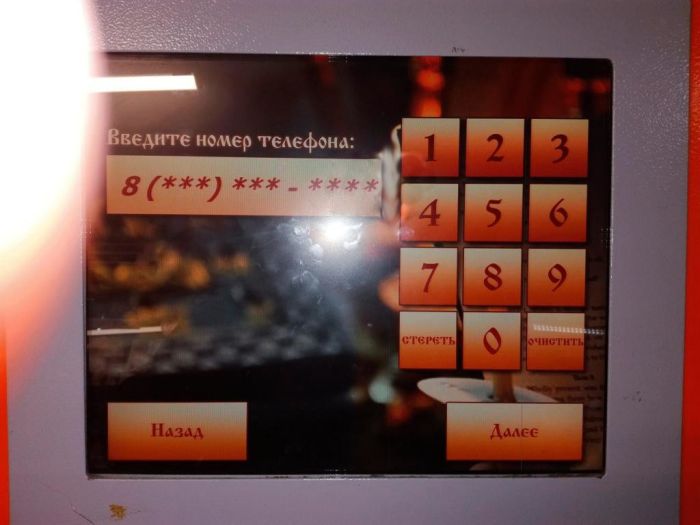 Введите номер телефона:
8 (***) *** - ****
1 2 3
4 5 6
7 8 9
стереть 0 очистить
Назад Далее